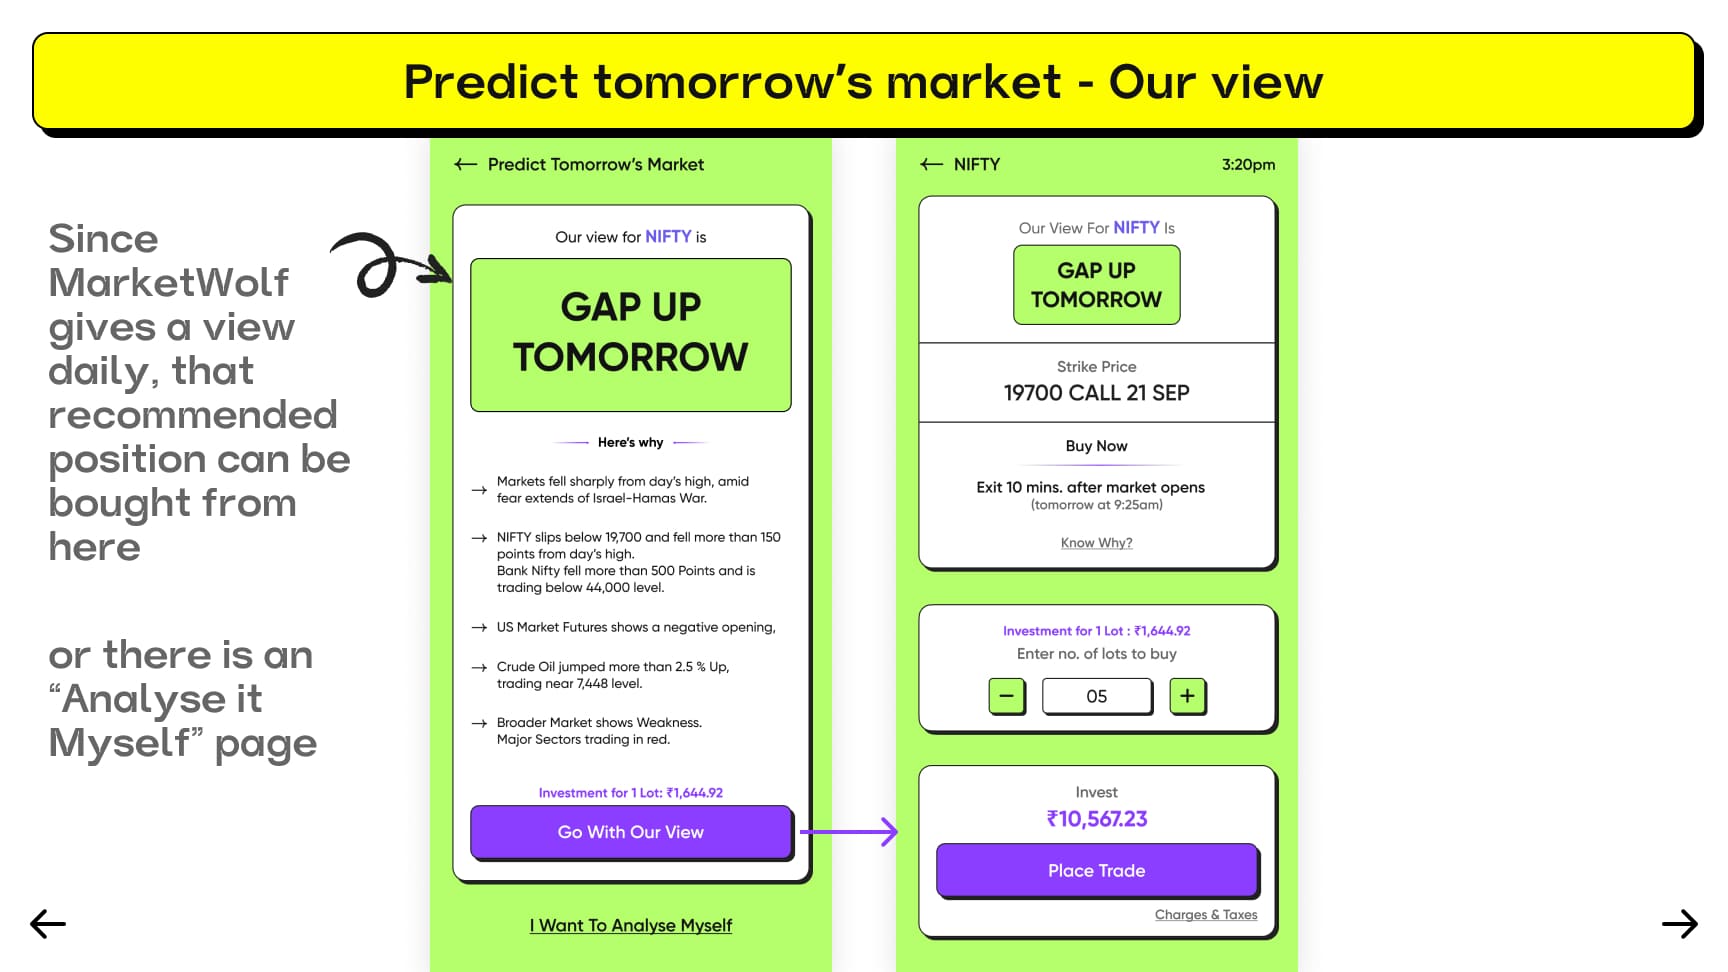 Predict tomorrow’s market - Our view
Since
MarketWolf
gives a view
daily, that
recommended
position can be
bought from
here
or there is an
“Analyse it
Myself” page
Predict Tomorrow’s Market
Our view for NIFTY is
GAP UP
TOMORROW
Here’s why
Markets fell sharply from day’s high, amid
fear extends of Israel-Hamas War.
NIFTY slips below 19,700 and fell more than 150
points from day’s high.
Bank Nifty fell more than 500 Points and is
trading below 44,000 level.
US Market Futures shows a negative opening,
Crude Oil jumped more than 2.5 % Up,
trading near 7,448 level.
Broader Market shows Weakness.
Major Sectors trading in red.
Investment for 1 Lot: ₹1,644.92
Go With Our View
I Want To Analyse Myself
NIFTY
3:20pm
Our View For NIFTY Is
GAP UP
TOMORROW
Strike Price
19700 CALL 21 SEP
Buy Now
Exit 10 mins. after market opens
(tomorrow at 9:25am)
Know Why?
Investment for 1 Lot : ₹1,644.92
Enter no. of lots to buy
− 05 +
Invest
₹10,567.23
Place Trade
Charges & Taxes